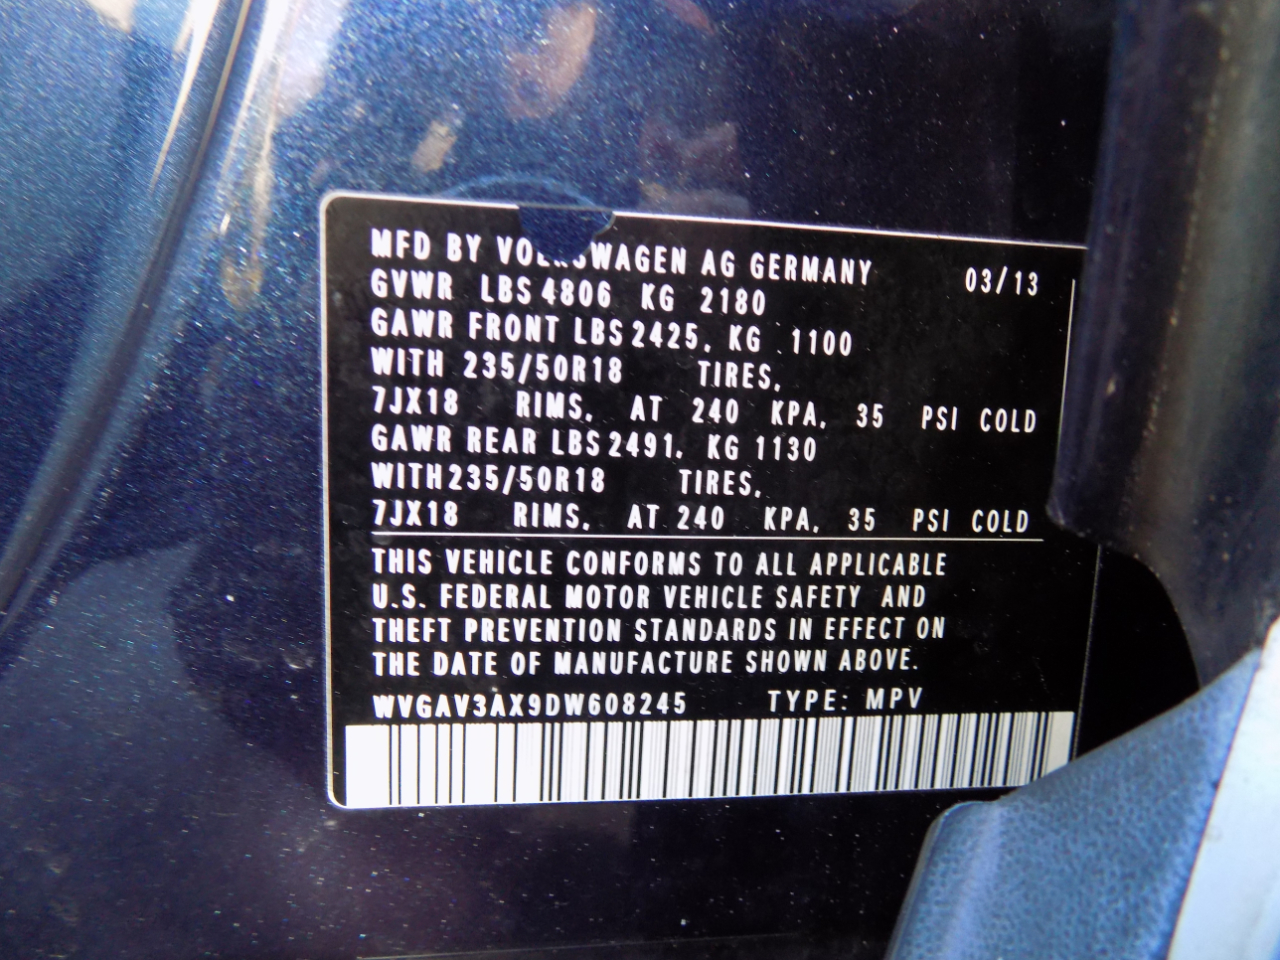 MFD BY VOLKSWAGEN AG GERMANY 03/13
GVWR LBS 4806 KG 2180
GAWR FRONT LBS 2425, KG 1100
WITH 235/50R18 TIRES,
7JX18 RIMS, AT 240 KPA, 35 PSI COLD
GAWR REAR LBS 2491, KG 1130
WITH 235/50R18 TIRES,
7JX18 RIMS, AT 240 KPA, 35 PSI COLD
THIS VEHICLE CONFORMS TO ALL APPLICABLE
U.S. FEDERAL MOTOR VEHICLE SAFETY AND
THEFT PREVENTION STANDARDS IN EFFECT ON
THE DATE OF MANUFACTURE SHOWN ABOVE.
WVGAV3AX9DW608245 TYPE: MPV